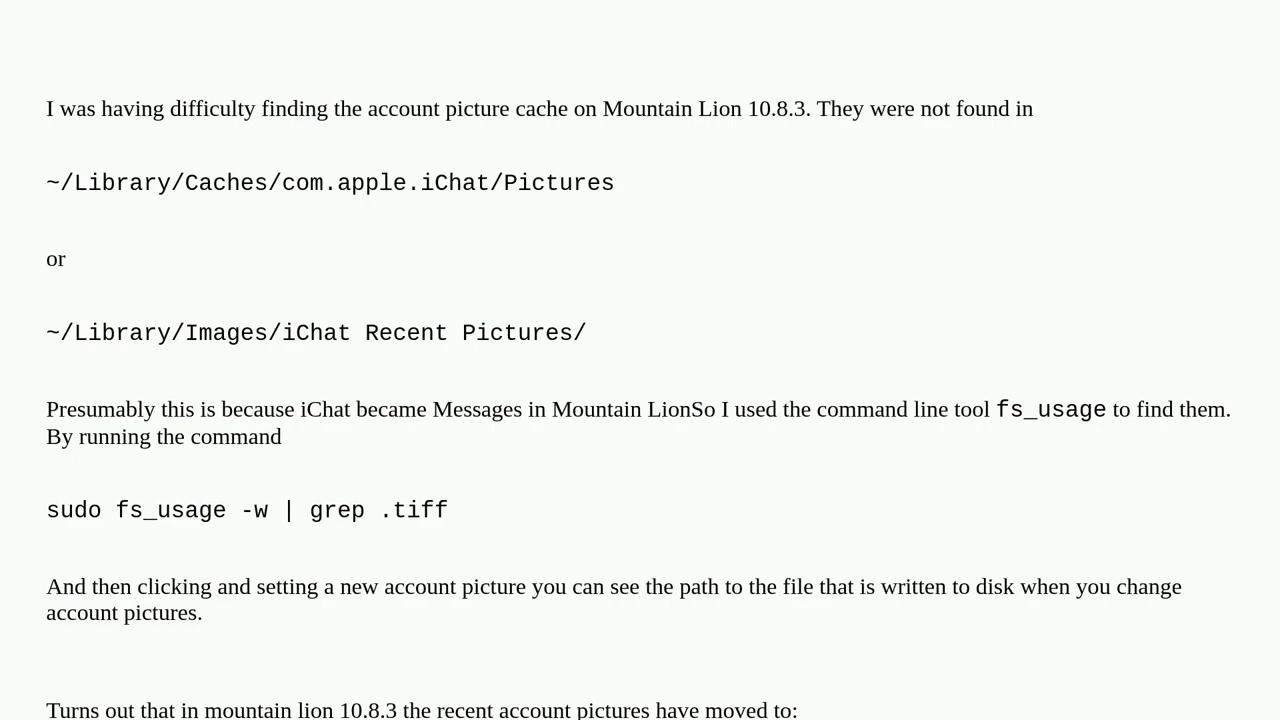 I was having difficulty finding the account picture cache on Mountain Lion 10.8.3. They were not found in
~/Library/Caches/com.apple.iChat/Pictures
or
~/Library/Images/iChat Recent Pictures/
Presumably this is because iChat became Messages in Mountain LionSo I used the command line tool fs_usage to find them.
By running the command
sudo fs_usage -w | grep .tiff
And then clicking and setting a new account picture you can see the path to the file that is written to disk when you change
account pictures.
Turns out that in mountain lion 10.8.3 the recent account pictures have moved to: